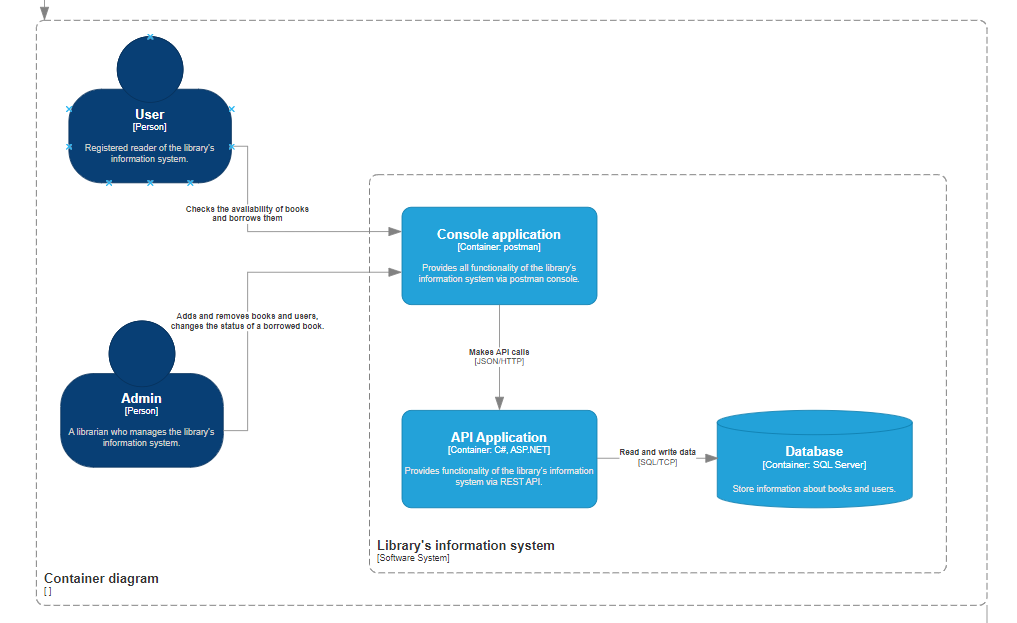 User
[Person]
Registered reader of the library's
information system.
Checks the availability of books
and borrows them
Console application
[Container: postman]
Provides all functionality of the library's
information system via postman console.
Adds and removes books and users,
changes the status of a borrowed book.
Makes API calls
[JSON/HTTP]
Admin
[Person]
A librarian who manages the library's
information system.
API Application
[Container: C#, ASP.NET]
Provides functionality of the library's information
system via REST API.
Read and write data
[SQL/TCP]
Database
[Container: SQL Server]
Store information about books and users.
Library's information system
[Software System]
Container diagram
[ ]